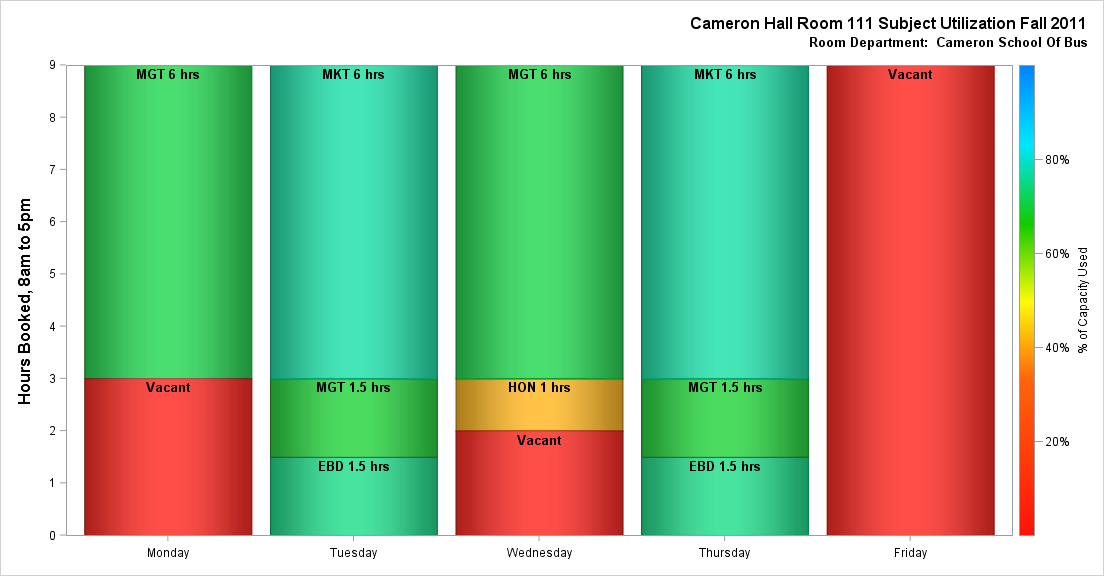 Cameron Hall Room 111 Subject Utilization Fall 2011
Room Department:  Cameron School Of Bus
Hours Booked, 8am to 5pm
9
8
7
6
5
4
3
2
1
0
MGT 6 hrs
Vacant
MKT 6 hrs
MGT 1.5 hrs
EBD 1.5 hrs
MGT 6 hrs
HON 1 hrs
Vacant
MKT 6 hrs
MGT 1.5 hrs
EBD 1.5 hrs
Vacant
Monday
Tuesday
Wednesday
Thursday
Friday
80%
60%
40%
20%
% of Capacity Used